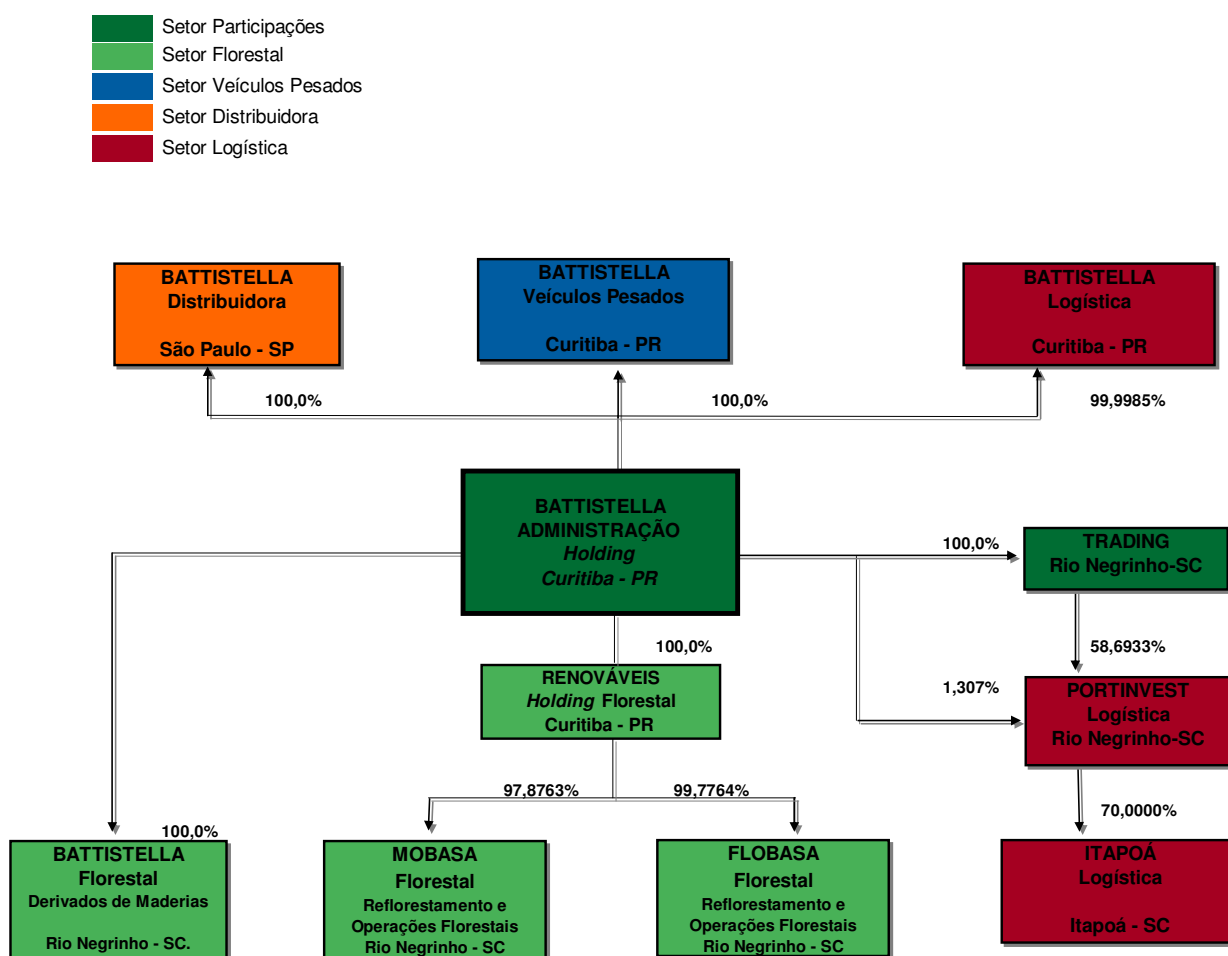 Setor Participações
Setor Florestal
Setor Veículos Pesados
Setor Distribuidora
Setor Logística
BATTISTELLA
Distribuidora
São Paulo - SP
BATTISTELLA
Veículos Pesados
Curitiba - PR
BATTISTELLA
Logística
Curitiba - PR
100,0%
100,0%
99,9985%
BATTISTELLA
ADMINISTRAÇÃO
Holding
Curitiba - PR
100,0%
TRADING
Rio Negrinho-SC
100,0%
58,6933%
RENOVÁVEIS
Holding Florestal
Curitiba - PR
1,307%
PORTINVEST
Logística
Rio Negrinho-SC
97,8763%
99,7764%
70,0000%
100,0%
BATTISTELLA
Florestal
Derivados de Maderias
Rio Negrinho - SC.
MOBASA
Florestal
Reflorestamento e
Operações Florestais
Rio Negrinho - SC
FLOBASA
Florestal
Reflorestamento e
Operações Florestais
Rio Negrinho - SC
ITAPOÁ
Logística
Itapoá - SC